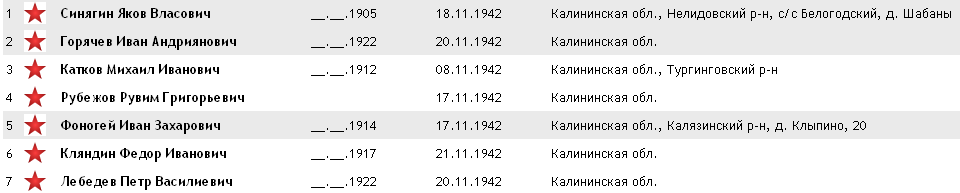 1 Синягин Яков Власович __.__.1905 18.11.1942 Калининская обл., Нелидовский р-н, с/с Белогодский, д. Шабаны
2 Горячев Иван Андриянович __.__.1922 20.11.1942 Калининская обл.
3 Катков Михаил Иванович __.__.1912 08.11.1942 Калининская обл., Тургинговский р-н
4 Рубежов Рувим Григорьевич 17.11.1942 Калининская обл.
5 Фоногей Иван Захарович __.__.1914 17.11.1942 Калининская обл., Калязинский р-н, д. Клыпино, 20
6 Кляндин Федор Иванович __.__.1917 21.11.1942 Калининская обл.
7 Лебедев Петр Василиевич __.__.1922 20.11.1942 Калининская обл.